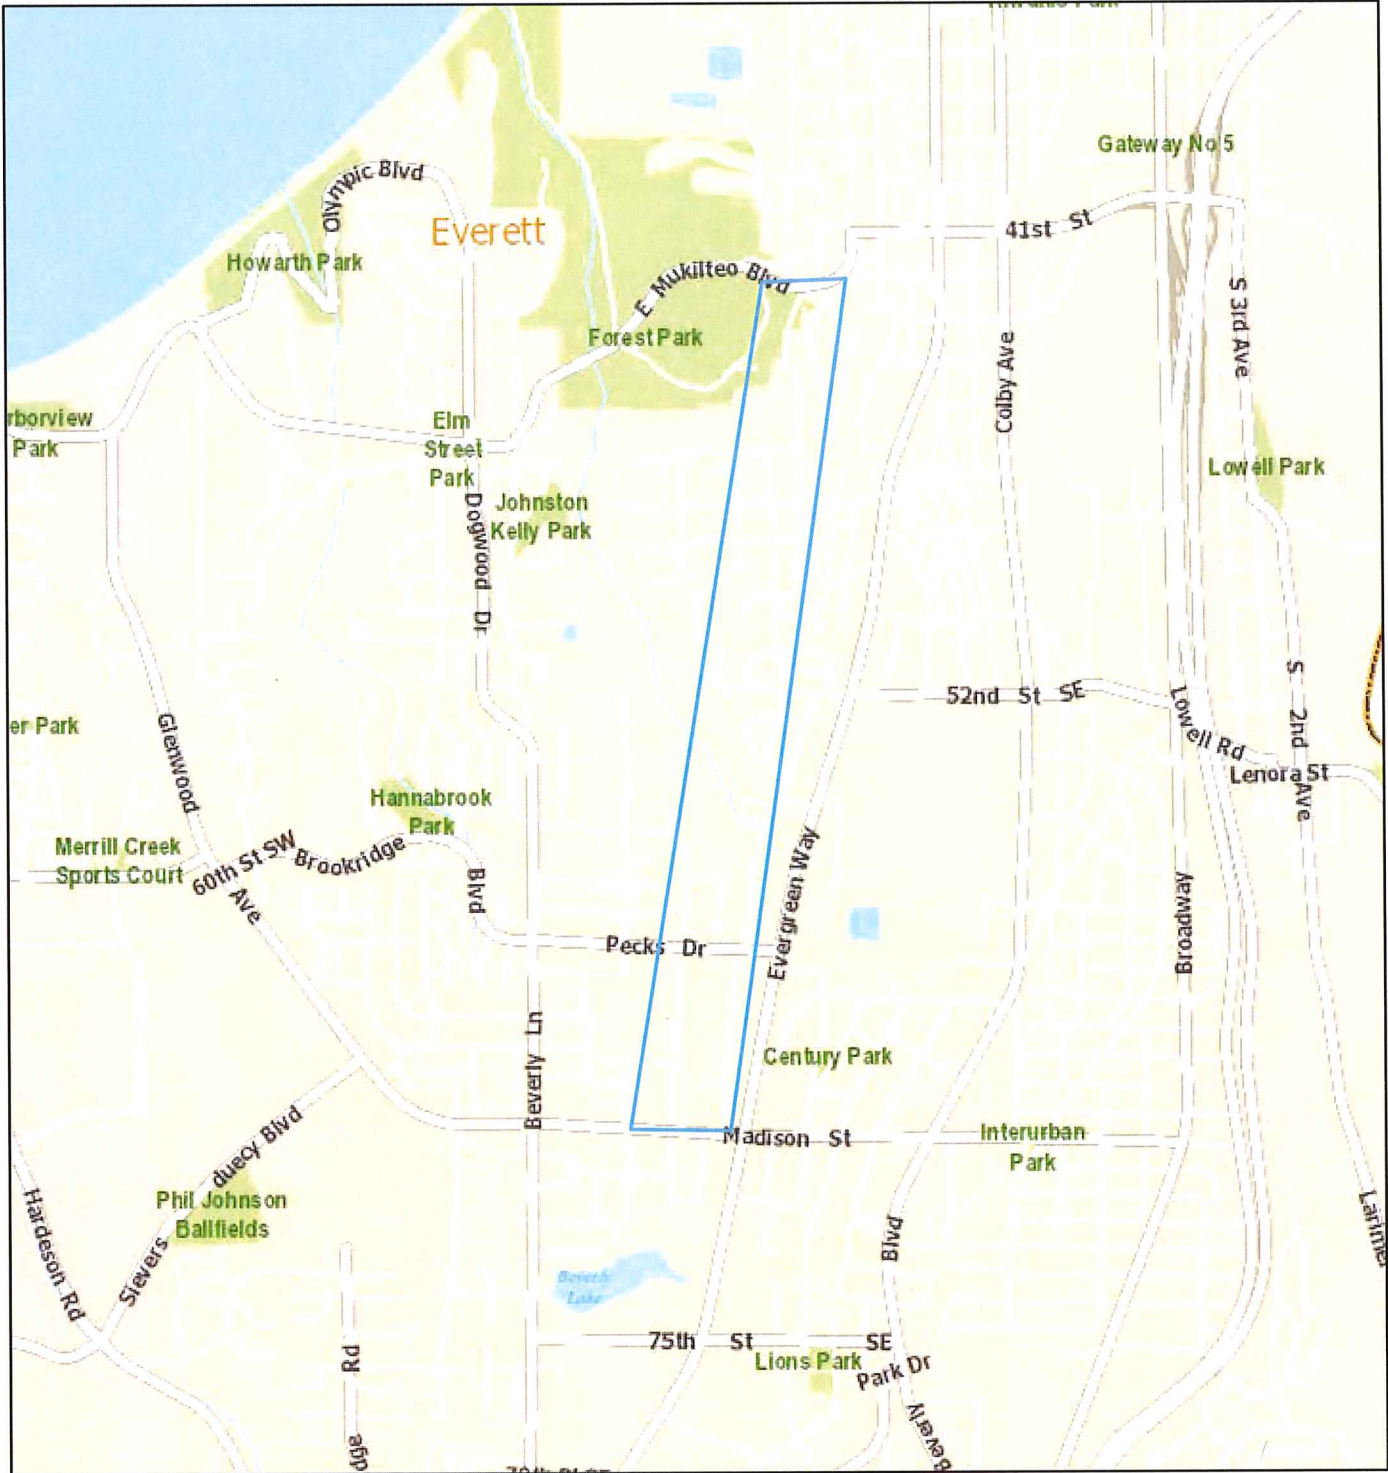 Gateway No 5
Olympic Blvd
Everett
41st St
Howarth Park
E Mukilteo Blvd
S 3rd Ave
Forest Park
Colby Ave
rborview
Park
Elm
Street
Park
Lowell Park
Johnston
Kelly Park
Dogwood Dr
52nd St SE
S 2nd Ave
Lowell Rd
er Park
Glenwood Ave
Lenora St
Hannabrook
Park
Merrill Creek
Sports Court
60th St SW
Brookridge Blvd
Evergreen Way
Broadway
Pecks Dr
Beverly Ln
Century Park
Madison St
Interurban
Park
Sievers duecy Blvd
Phil Johnson
Ballfields
Hardeson Rd
Larima
Blvd
Beverly
Lake
75th St SE
Rd
Lions Park
Park Dr
Beverly
dge